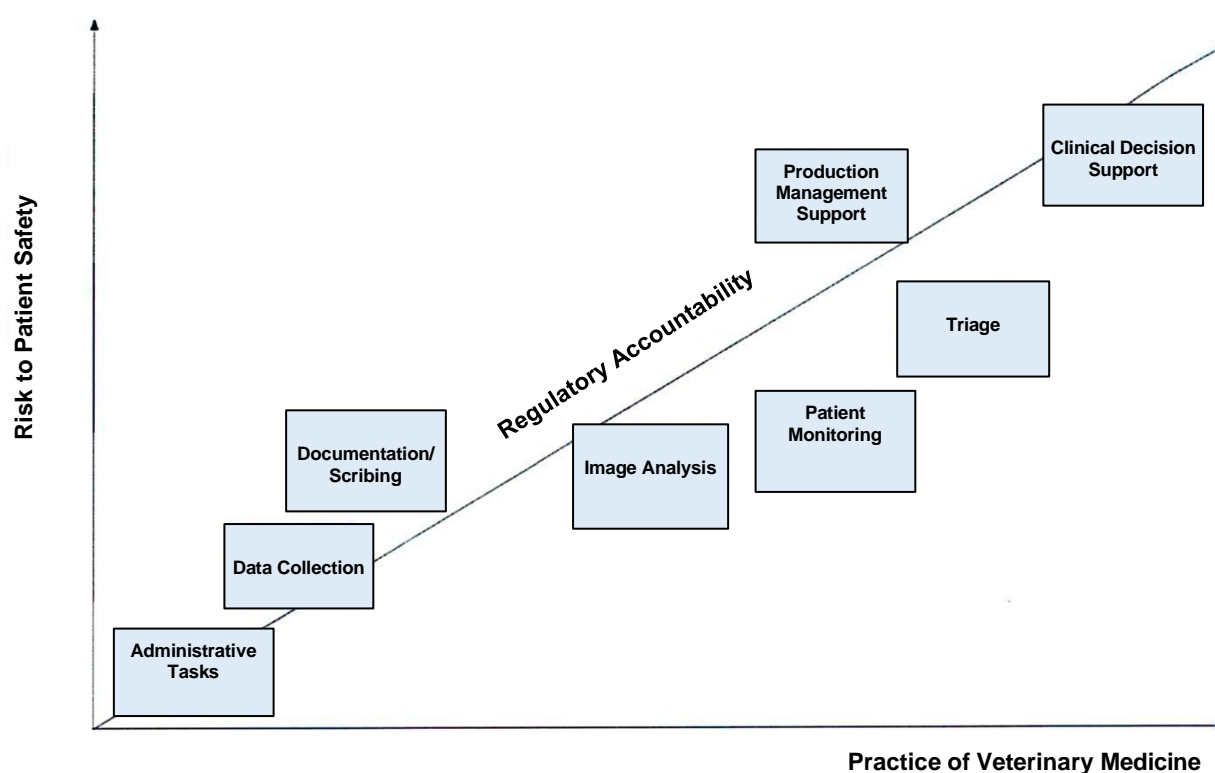 Risk to Patient Safety
Clinical Decision
Support
Production
Management
Support
Regulatory Accountability
Triage
Patient
Monitoring
Documentation/
Scribing
Image Analysis
Data Collection
Administrative
Tasks
Practice of Veterinary Medicine